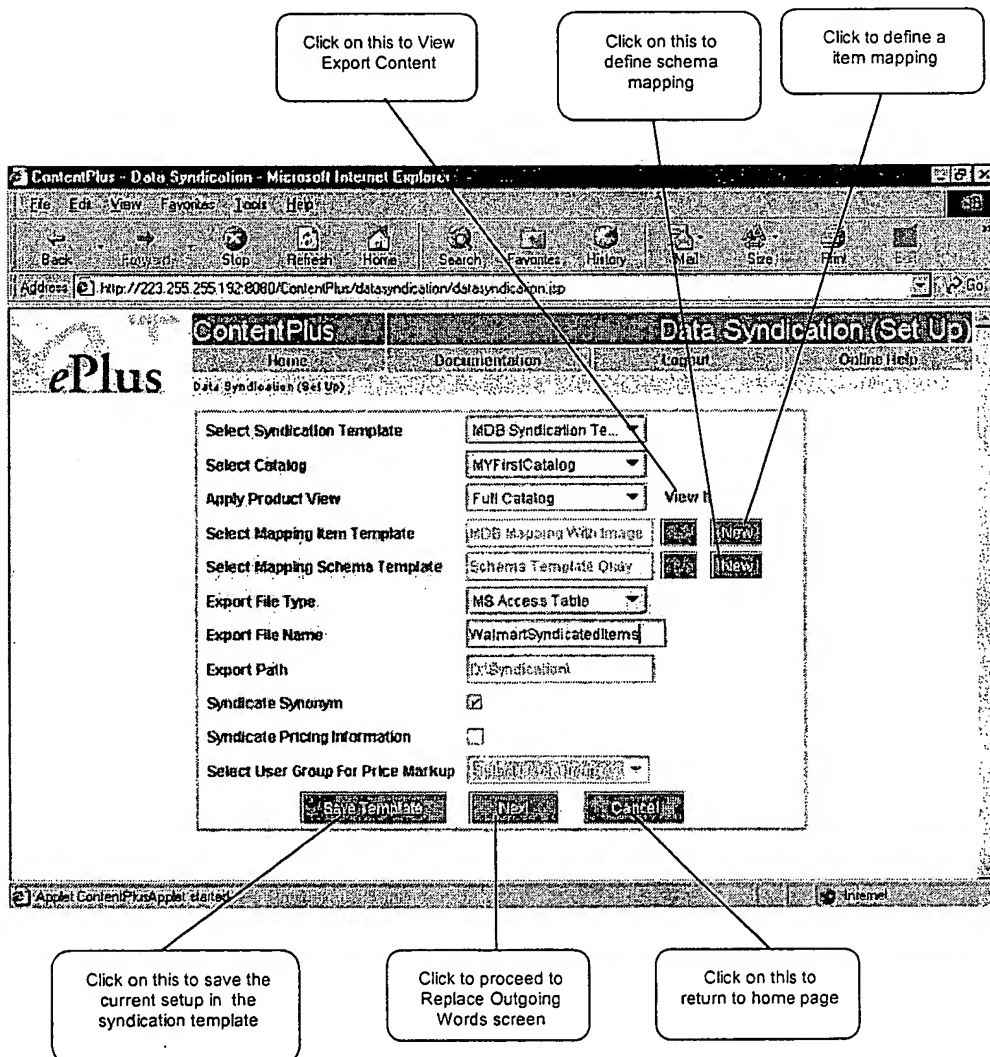 Click on this to View
Export Content
Click on this to
define schema
mapping
Click to define a
item mapping
ContentPlus - Data Syndication - Microsoft Internet Explorer
File Edit View Favorites Tools Help
Back Forward Stop Refresh Home Search Favorites History Mail Size Print Edit
Address http://223.255.255.192:8080/ContentPlus/datasyndication/datasyndication.jsp Go
ePlus
ContentPlus Data Syndication (Set Up)
Home Documentation Logout Online Help
Data Syndication (Set Up)
Select Syndication Template MDB Syndication Te...
Select Catalog MYFirstCatalog
Apply Product View Full Catalog View
Select Mapping Item Template MDB Mapping With Image New
Select Mapping Schema Template Schema Template Okay New
Export File Type MS Access Table
Export File Name WalmartSyndicatedItems
Export Path D:\Syndication\
Syndicate Synonym
Syndicate Pricing Information
Select User Group For Price Markup
Save Template Next Cancel
Applet ContentPlusApplet started Internet
Click on this to save the
current setup in the
syndication template
.
Click to proceed to
Replace Outgoing
Words screen
Click on this to
return to home page